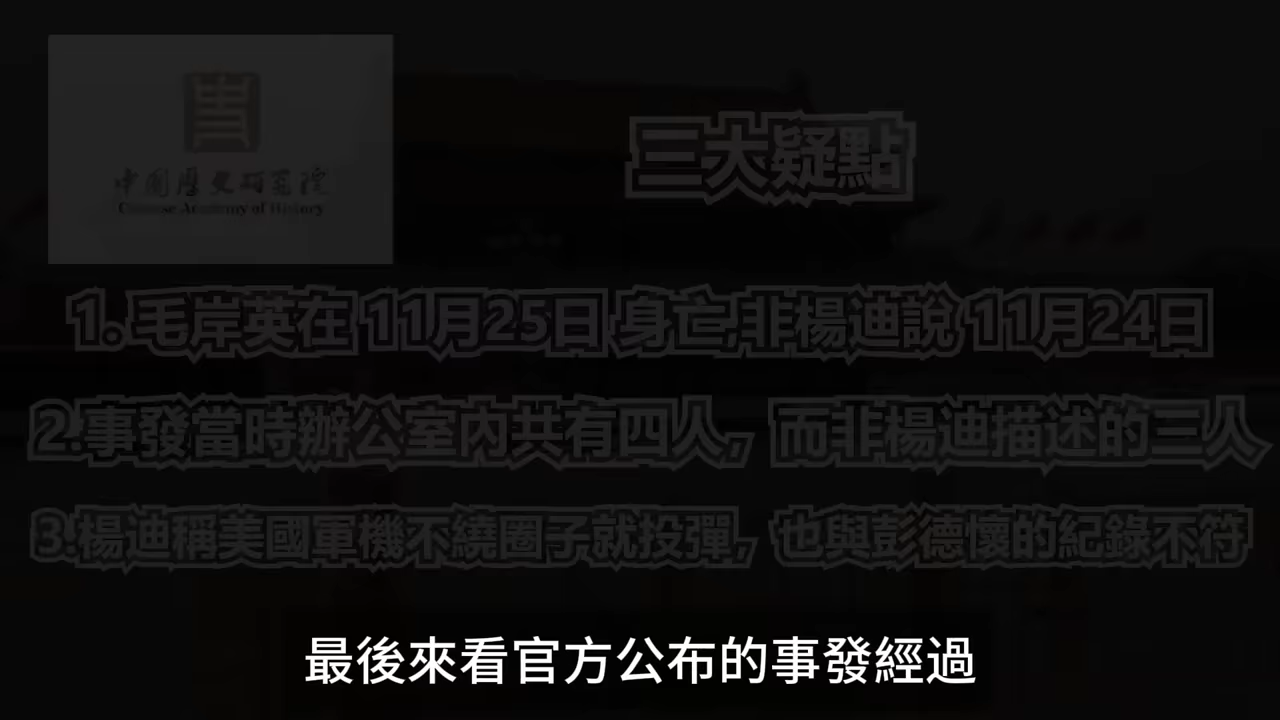 中國歷史研究院
Chinese Academy of History
三大疑點
1. 毛岸英在 11月25日 身亡,非楊迪說 11月24日
2.事發當時辦公室內共有四人，而非楊迪描述的三人
3.楊迪稱美國軍機不繞圈子就投彈，也與彭德懷的紀錄不符
最後來看官方公布的事發經過